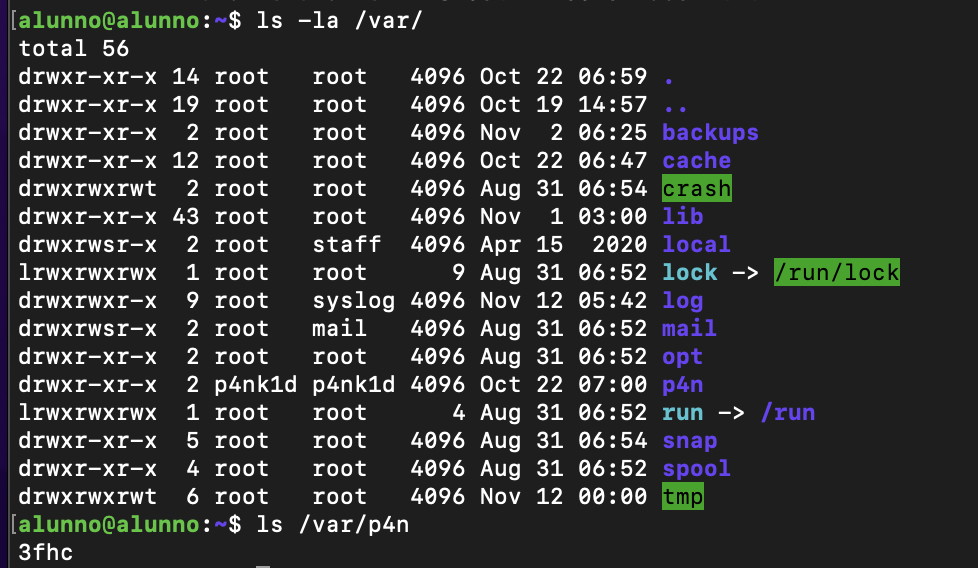 [alunno@alunno:~$ ls -la /var/
total 56
drwxr-xr-x 14 root   root   4096 Oct 22 06:59 .
drwxr-xr-x 19 root   root   4096 Oct 19 14:57 ..
drwxr-xr-x  2 root   root   4096 Nov  2 06:25 backups
drwxr-xr-x 12 root   root   4096 Oct 22 06:47 cache
drwxrwxrwt  2 root   root   4096 Aug 31 06:54 crash
drwxr-xr-x 43 root   root   4096 Nov  1 03:00 lib
drwxrwsr-x  2 root   staff  4096 Apr 15  2020 local
lrwxrwxrwx  1 root   root      9 Aug 31 06:52 lock -> /run/lock
drwxrwxr-x  9 root   syslog 4096 Nov 12 05:42 log
drwxrwsr-x  2 root   mail   4096 Aug 31 06:52 mail
drwxr-xr-x  2 root   root   4096 Aug 31 06:52 opt
drwxr-xr-x  2 p4nk1d p4nk1d 4096 Oct 22 07:00 p4n
lrwxrwxrwx  1 root   root      4 Aug 31 06:52 run -> /run
drwxr-xr-x  5 root   root   4096 Aug 31 06:54 snap
drwxr-xr-x  4 root   root   4096 Aug 31 06:52 spool
drwxrwxrwt  6 root   root   4096 Nov 12 00:00 tmp
[alunno@alunno:~$ ls /var/p4n
3fhc